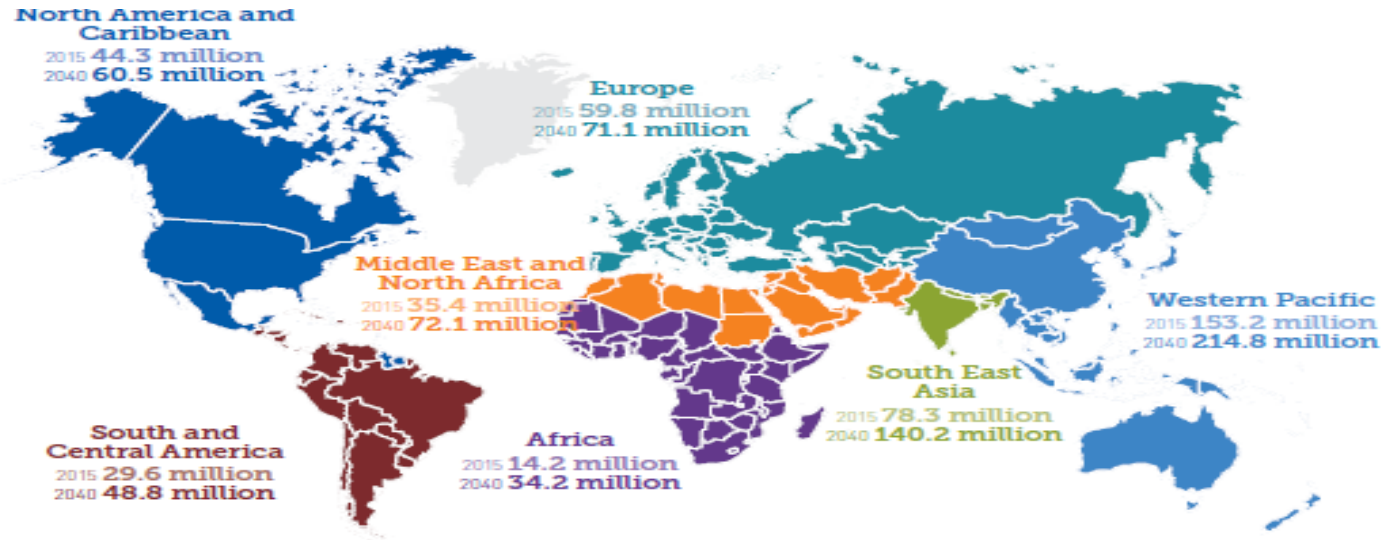 North America and
Caribbean
2015 44.3 million
2040 60.5 million
Europe
2015 59.8 million
2040 71.1 million
Middle East and
North Africa
2015 35.4 million
2040 72.1 million
Western Pacific
2015 153.2 million
2040 214.8 million
South East
Asia
2015 78.3 million
2040 140.2 million
South and
Central America
2015 29.6 million
2040 48.8 million
Africa
2015 14.2 million
2040 34.2 million